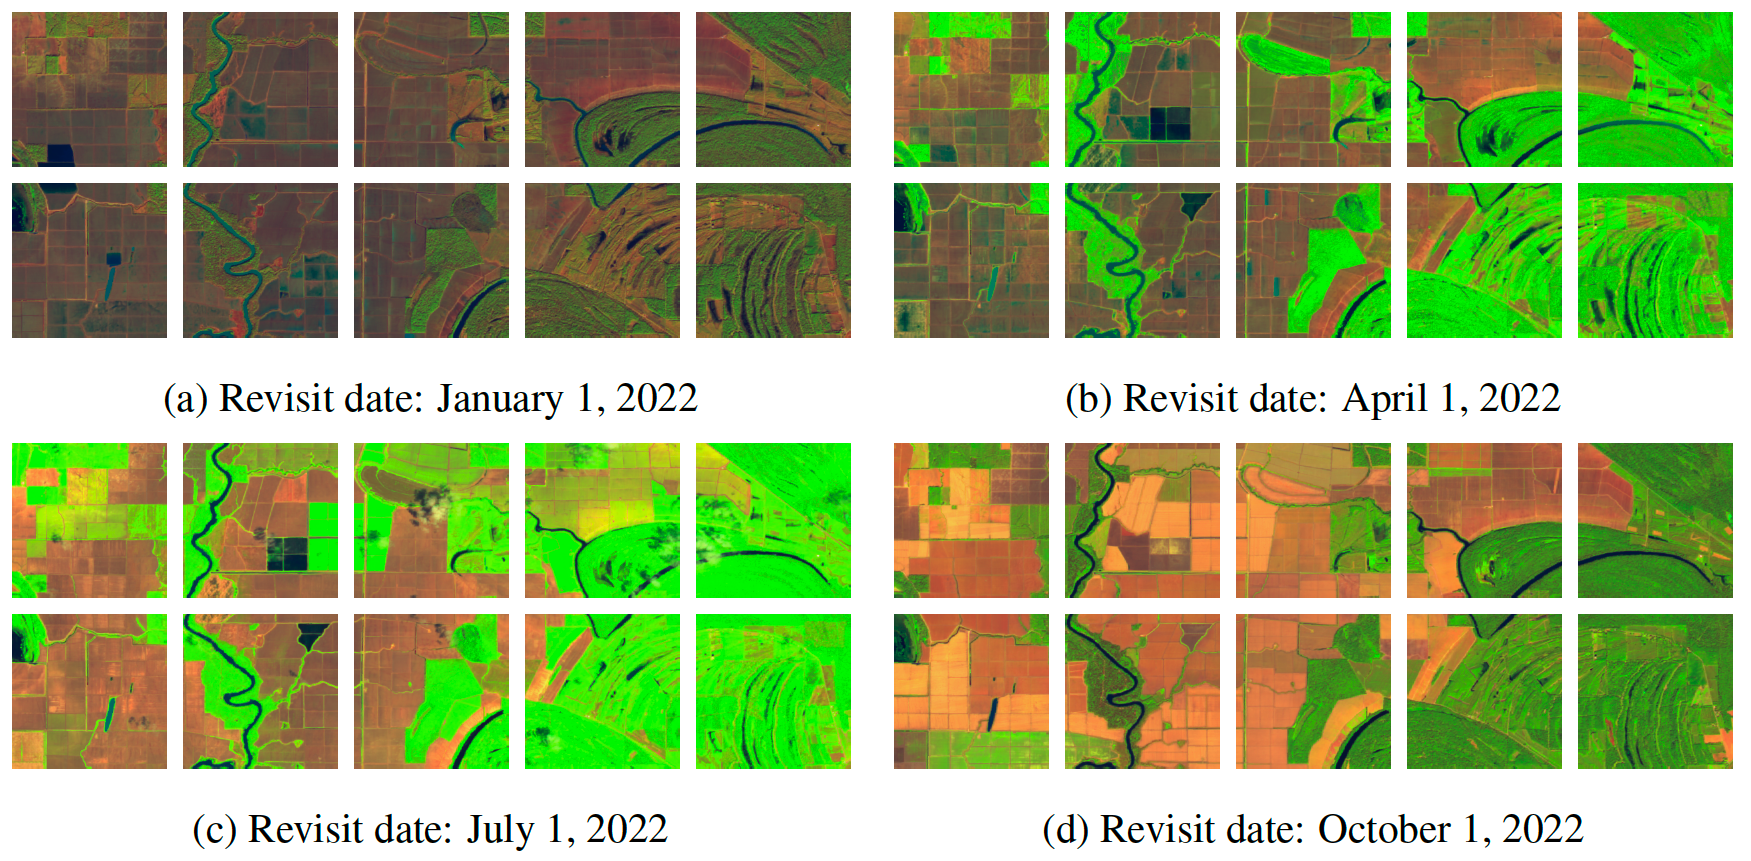 (a) Revisit date: January 1, 2022
(b) Revisit date: April 1, 2022
(c) Revisit date: July 1, 2022
(d) Revisit date: October 1, 2022